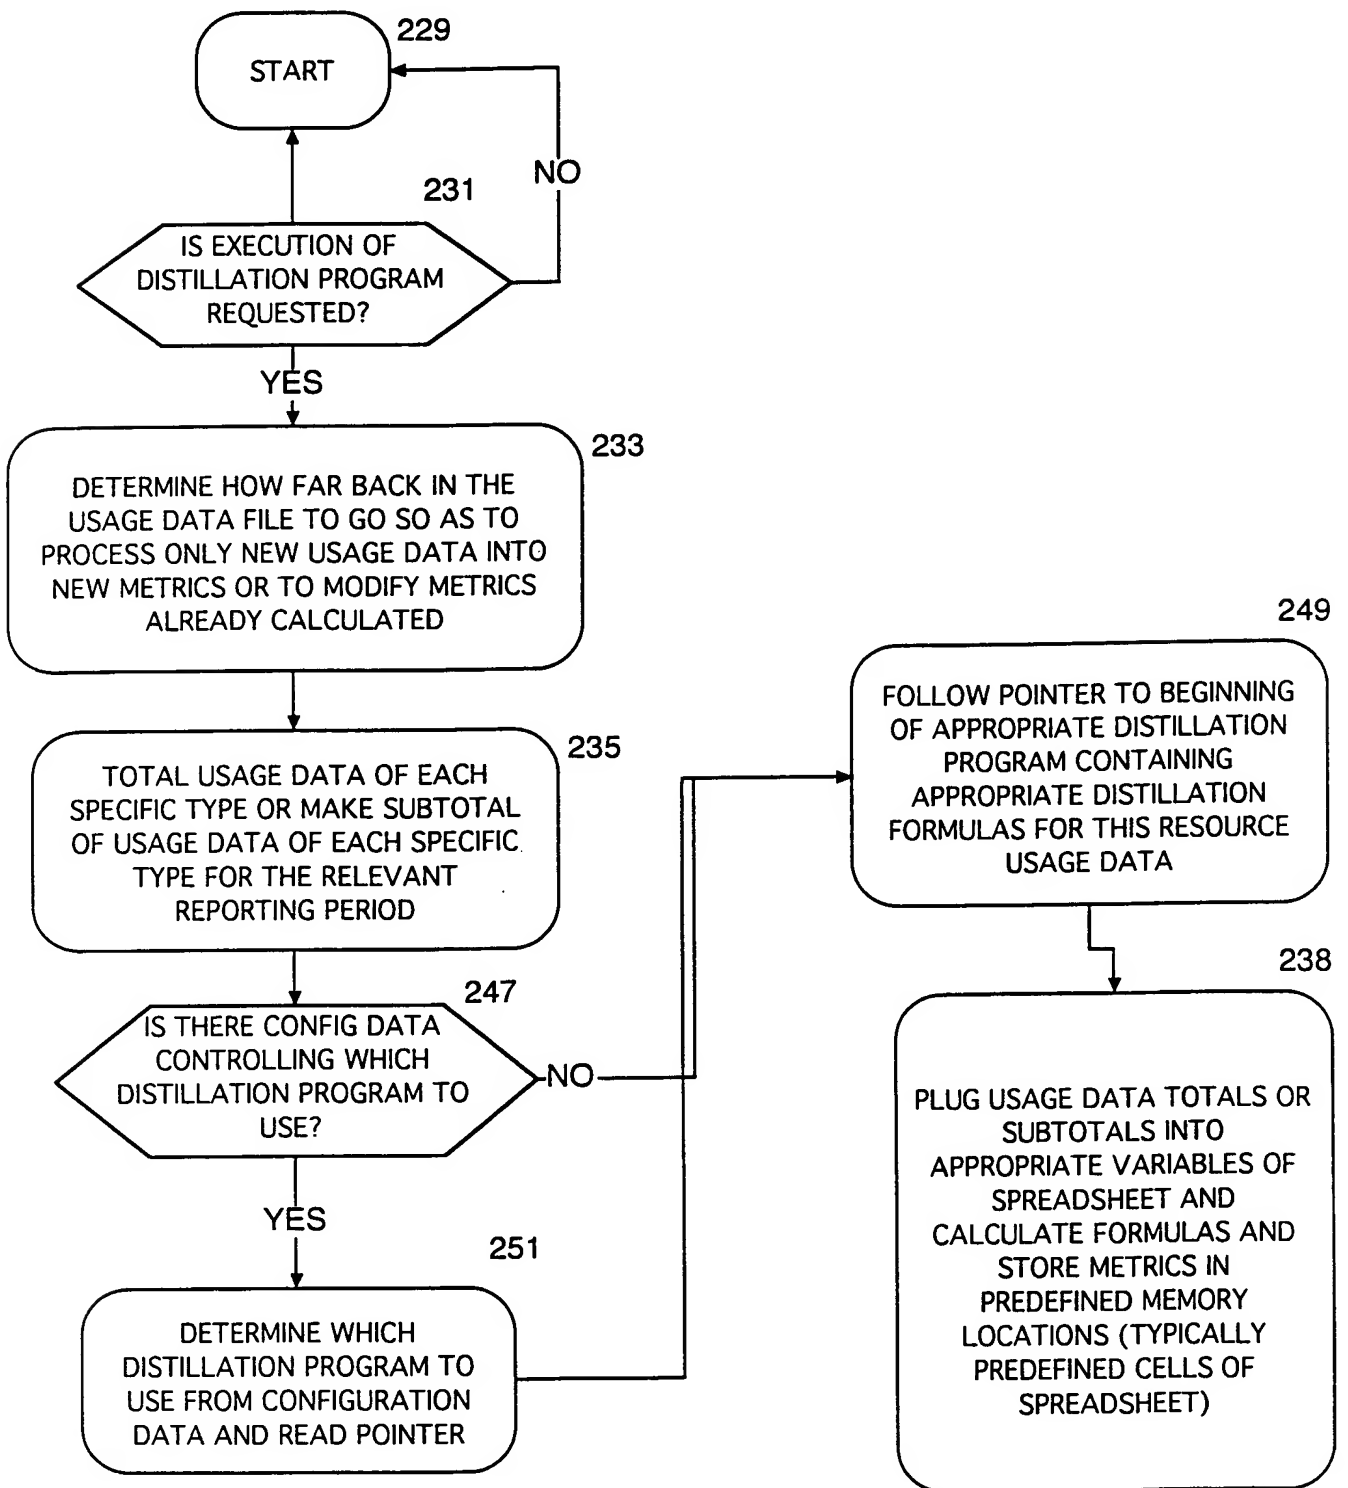 229
START
NO
231
IS EXECUTION OF
DISTILLATION PROGRAM
REQUESTED?
YES
233
DETERMINE HOW FAR BACK IN THE
USAGE DATA FILE TO GO SO AS TO
PROCESS ONLY NEW USAGE DATA INTO
NEW METRICS OR TO MODIFY METRICS
ALREADY CALCULATED
235
TOTAL USAGE DATA OF EACH
SPECIFIC TYPE OR MAKE SUBTOTAL
OF USAGE DATA OF EACH SPECIFIC
TYPE FOR THE RELEVANT
REPORTING PERIOD
247
IS THERE CONFIG DATA
CONTROLLING WHICH
DISTILLATION PROGRAM TO
USE?
NO
YES
251
DETERMINE WHICH
DISTILLATION PROGRAM TO
USE FROM CONFIGURATION
DATA AND READ POINTER
249
FOLLOW POINTER TO BEGINNING
OF APPROPRIATE DISTILLATION
PROGRAM CONTAINING
APPROPRIATE DISTILLATION
FORMULAS FOR THIS RESOURCE
USAGE DATA
238
PLUG USAGE DATA TOTALS OR
SUBTOTALS INTO
APPROPRIATE VARIABLES OF
SPREADSHEET AND
CALCULATE FORMULAS AND
STORE METRICS IN
PREDEFINED MEMORY
LOCATIONS (TYPICALLY
PREDEFINED CELLS OF
SPREADSHEET)